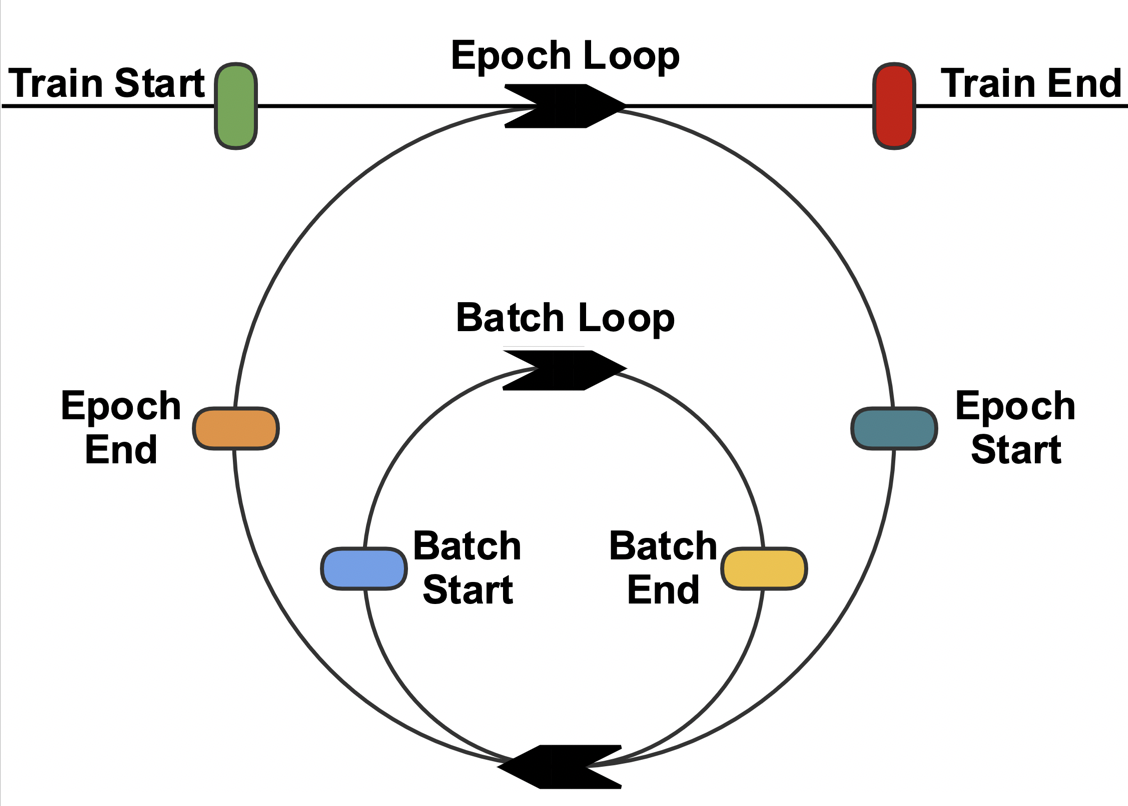 Train Start
Epoch Loop
Train End
Batch Loop
Epoch
End
Epoch
Start
Batch
Start
Batch
End